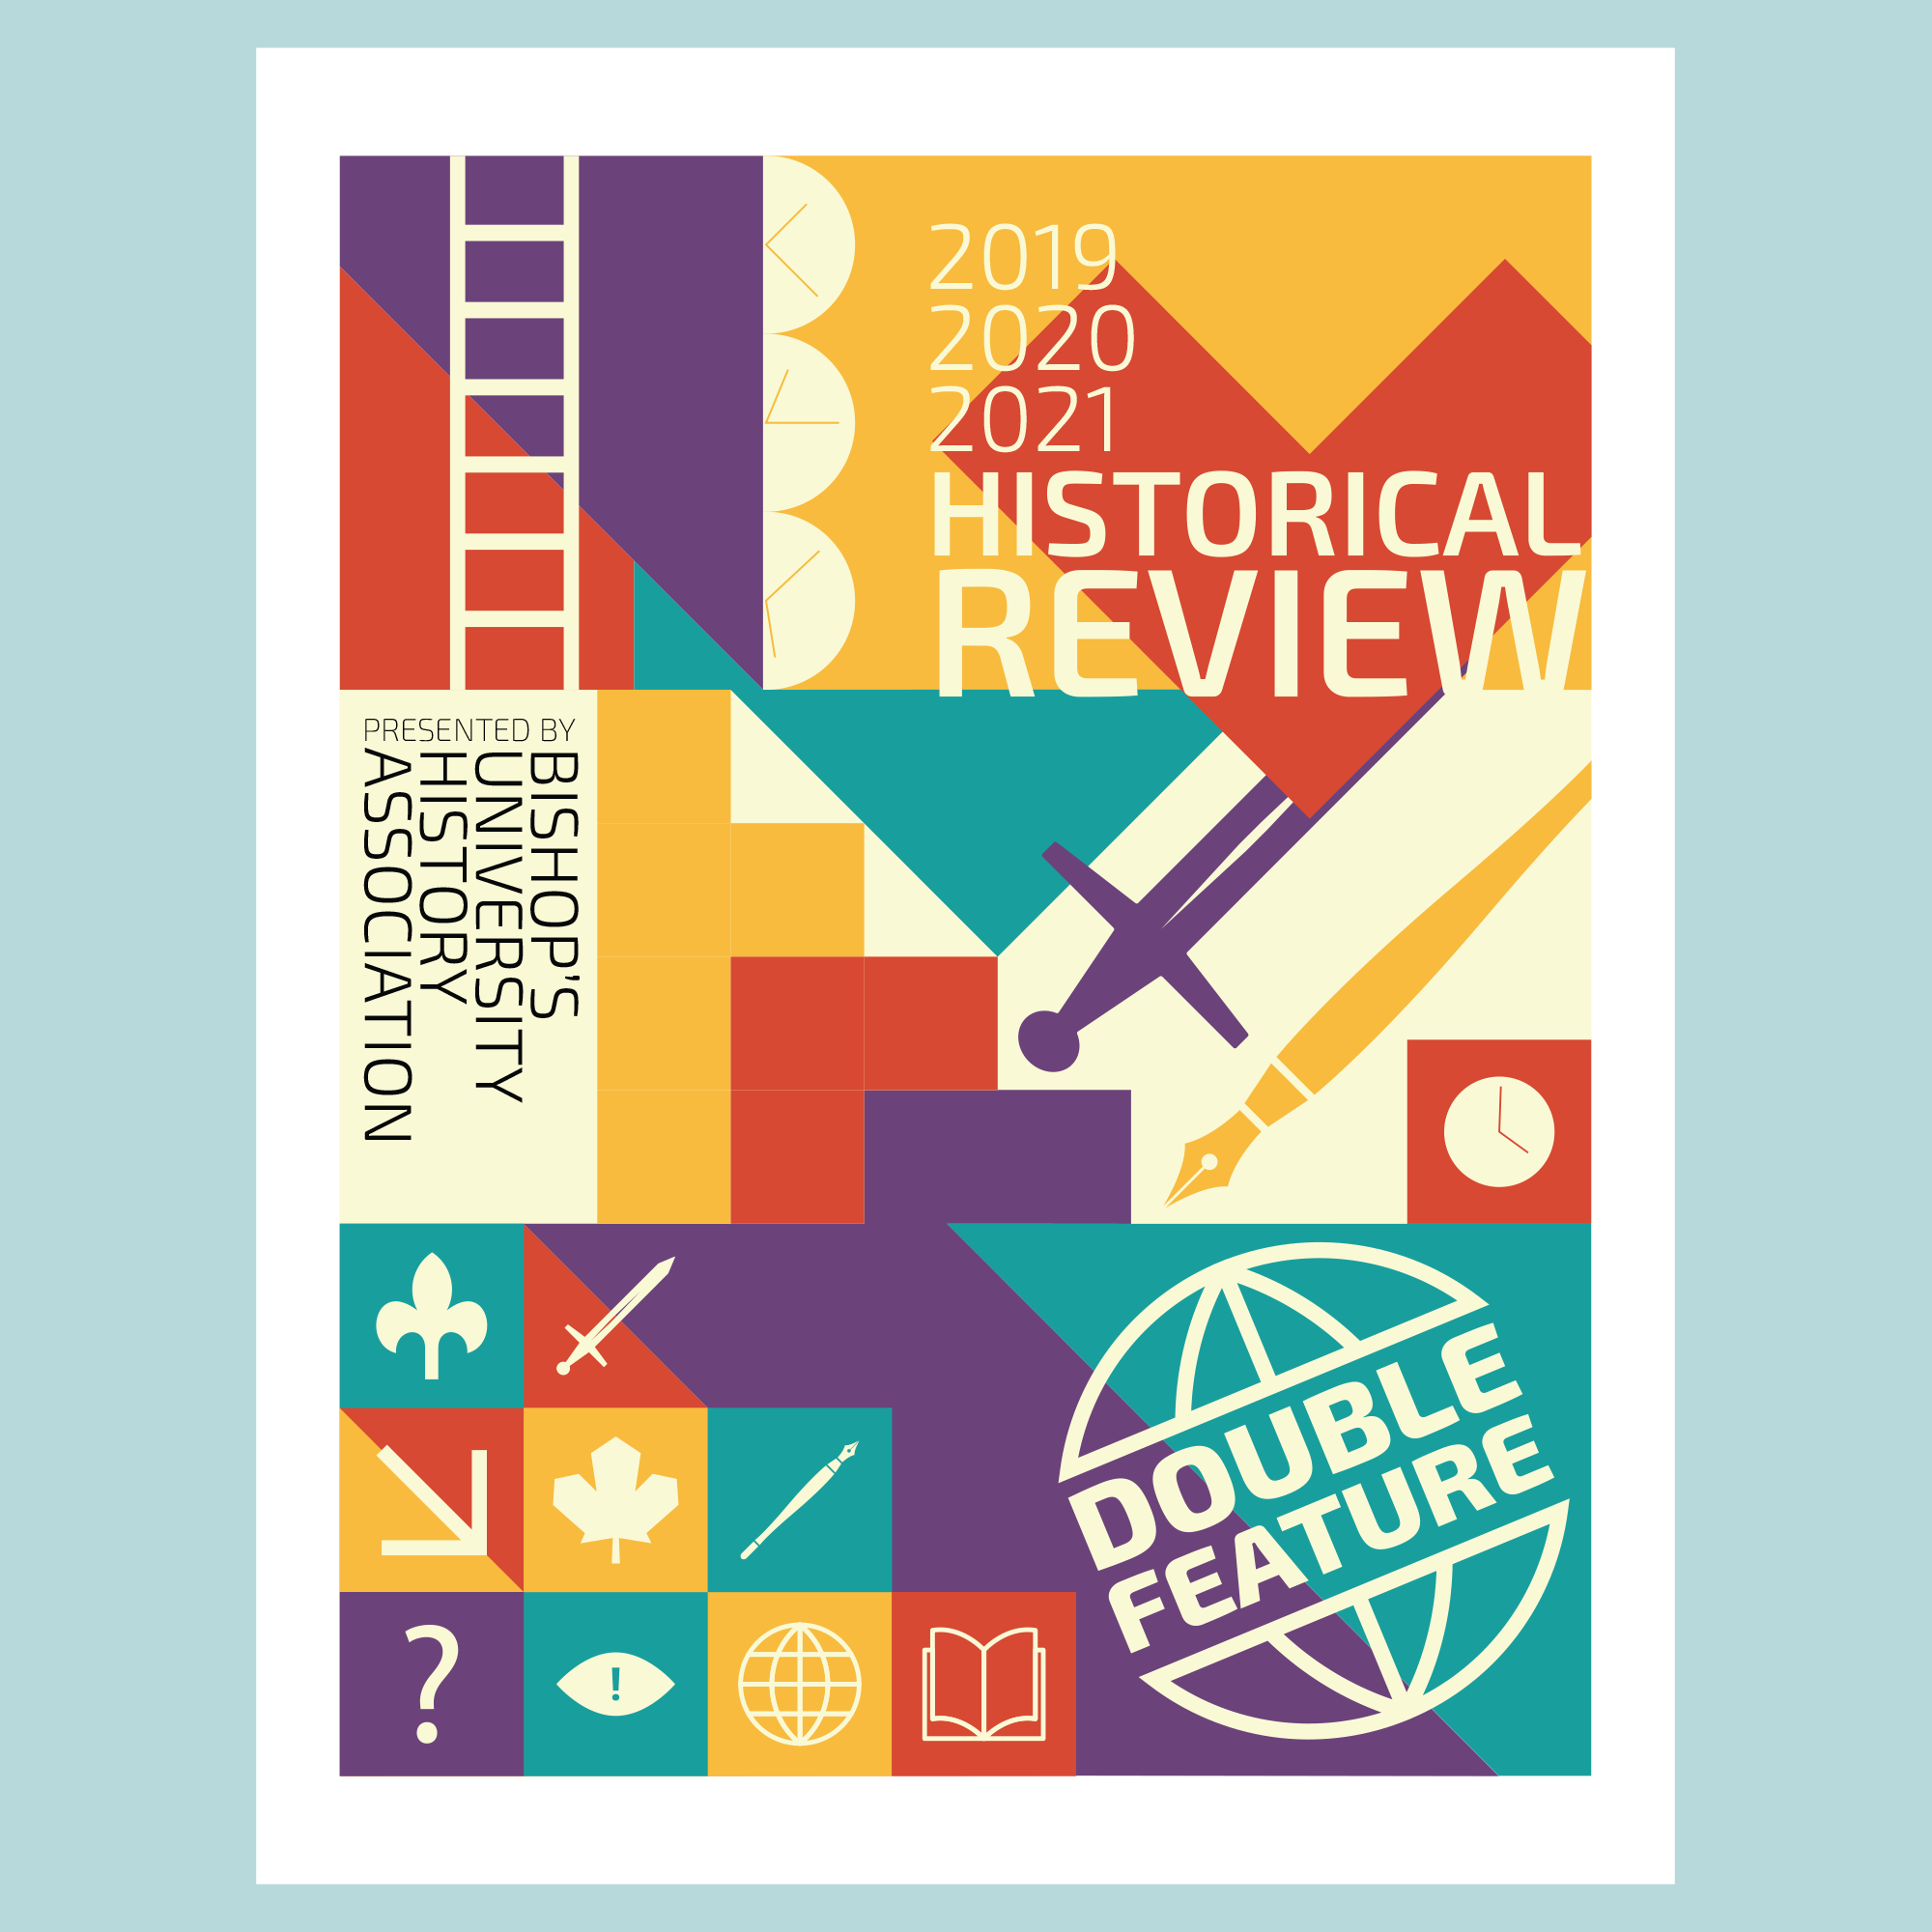 2019
2020
2021
HISTORICAL
REVIEW
PRESENTED BY
BISHOP'S
UNIVERSITY
HISTORY
ASSOCIATION
DOUBLE
FEATURE
?
!